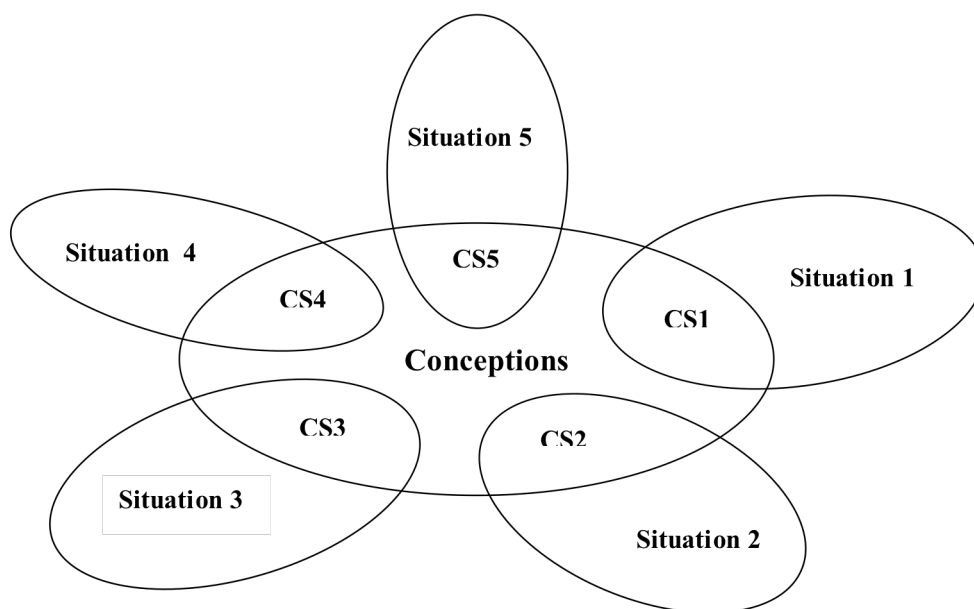 Situation 5
Situation 4
CS5
Situation 1
CS4
CS1
Conceptions
CS3
CS2
Situation 3
Situation 2